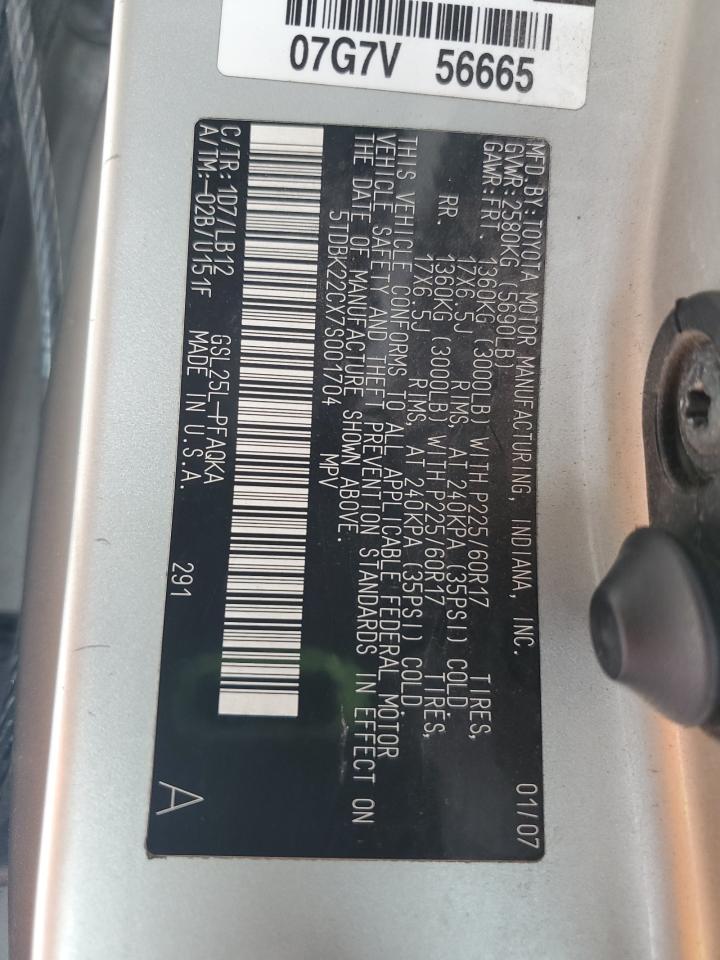 07G7V 56665
MFD.BY:TOYOTA MOTOR MANUFACTURING, INDIANA, INC. 01/07
GVWR:2580KG (5690LB)
GAWR:FRT. 1360KG (3000LB) WITH P225/60R17 TIRES,
17X6.5J RIMS, AT 240KPA (35PSI) COLD.
RR. 1360KG (3000LB) WITH P225/60R17 TIRES,
17X6.5J RIMS, AT 240KPA (35PSI) COLD.
THIS VEHICLE CONFORMS TO ALL APPLICABLE FEDERAL MOTOR
VEHICLE SAFETY AND THEFT PREVENTION STANDARDS IN EFFECT ON
THE DATE OF MANUFACTURE SHOWN ABOVE.
5TDBK22CX7S001704 MPV
C/TR:1D7/LB12 GSL25L-PFAQKA
A/TM:-02B/U151F MADE IN U.S.A. 291 A